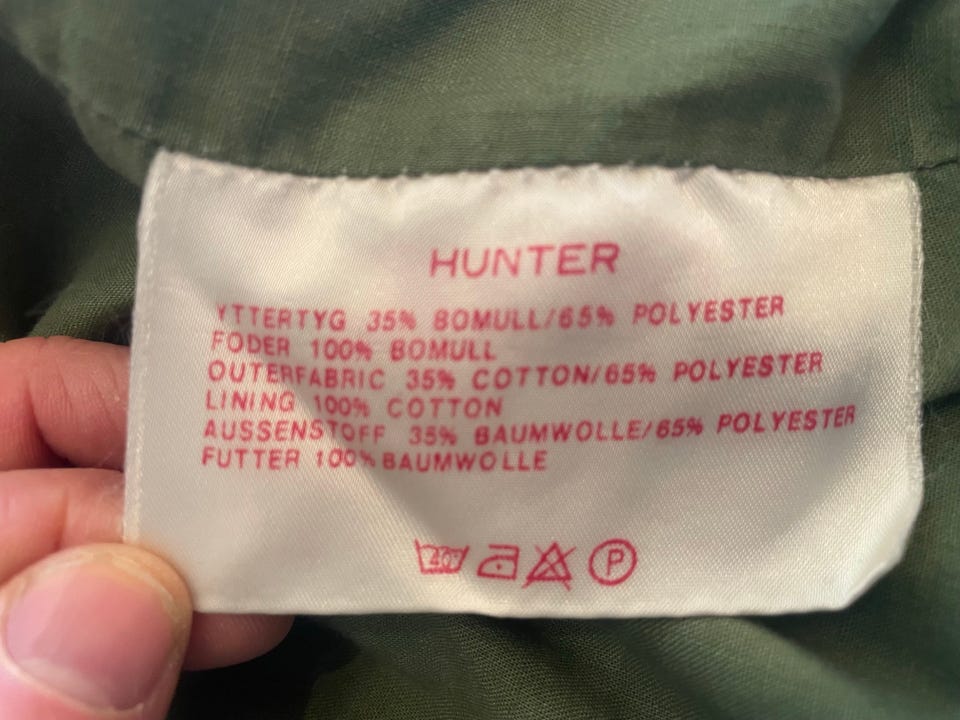 HUNTER
YTTERTYG 35% BOMULL/65% POLYESTER
FODER 100% BOMULL
OUTERFABRIC 35% COTTON/65% POLYESTER
LINING 100% COTTON
AUSSENSTOFF 35% BAUMWOLLE/65% POLYESTER
FUTTER 100% BAUMWOLLE
40° P